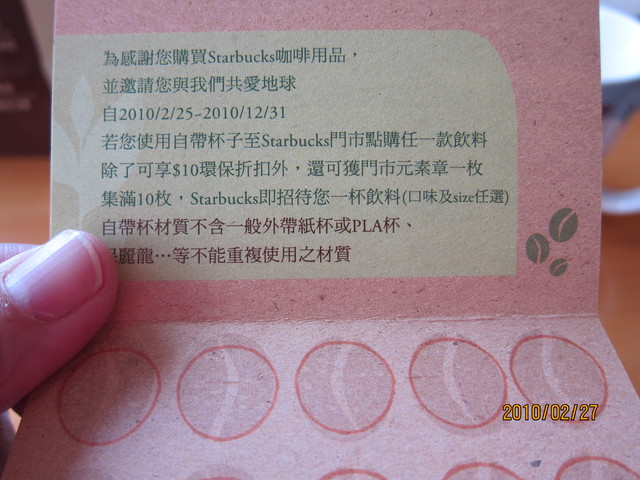 為感謝您購買Starbucks咖啡用品，
並邀請您與我們共愛地球
自2010/2/25~2010/12/31
若您使用自帶杯子至Starbucks門市點購任一款飲料
除了可享$10環保折扣外，還可獲門市元素章一枚
集滿10枚，Starbucks即招待您一杯飲料(口味及size任選)
自帶杯材質不含一般外帶紙杯或PLA杯、
麗龍…等不能重複使用之材質
2010/02/27